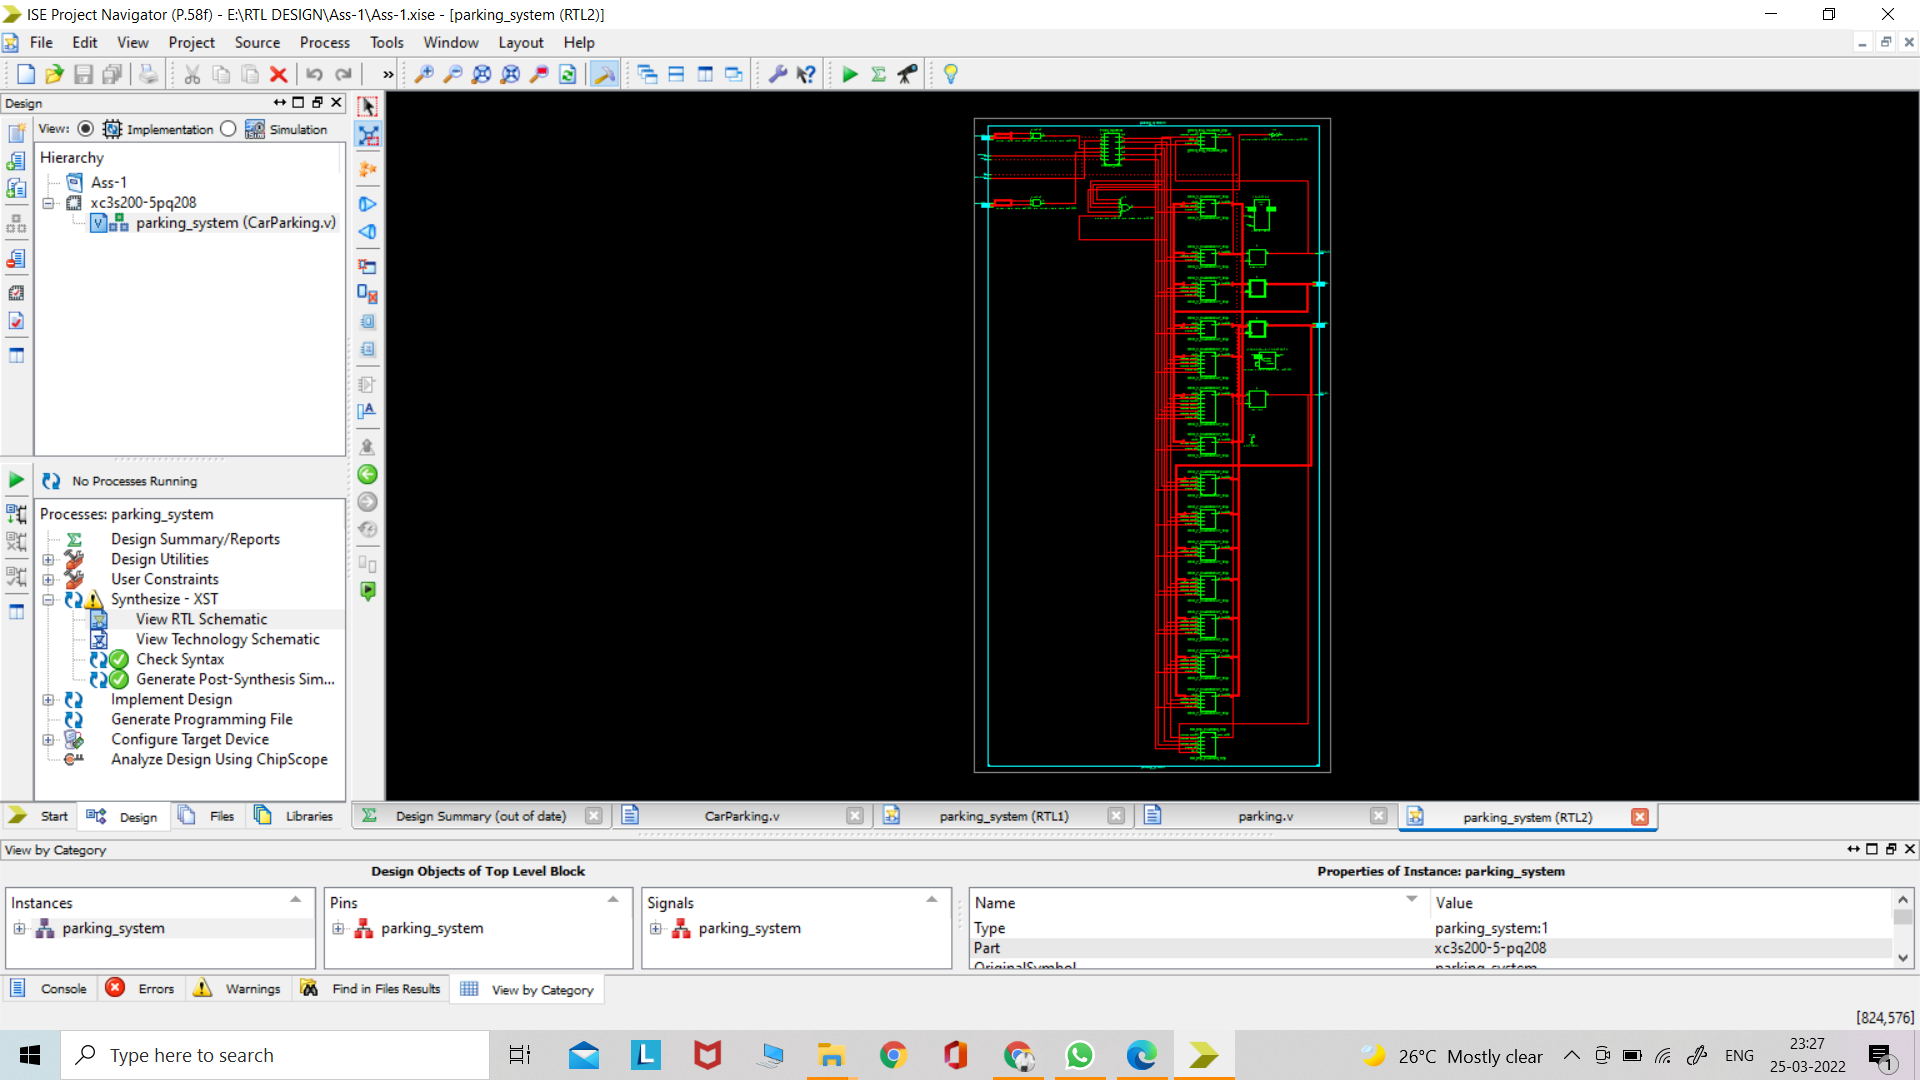 ISE Project Navigator (P.58f) - E:\RTL DESIGN\Ass-1\Ass-1.xise - [parking_system (RTL2)]
File Edit View Project Source Process Tools Window Layout Help
Design
View: Implementation Simulation
Hierarchy
Ass-1
xc3s200-5pq208
parking_system (CarParking.v)
No Processes Running
Processes: parking_system
Design Summary/Reports
Design Utilities
User Constraints
Synthesize - XST
View RTL Schematic
View Technology Schematic
Check Syntax
Generate Post-Synthesis Sim...
Implement Design
Generate Programming File
Configure Target Device
Analyze Design Using ChipScope
Start Design Files Libraries
Design Summary (out of date) CarParking.v parking_system (RTL1) parking.v parking_system (RTL2)
View by Category
Design Objects of Top Level Block Properties of Instance: parking_system
Instances Pins Signals Name Value
parking_system parking_system parking_system Type parking_system:1
Part xc3s200-5-pq208
OriginalSymbol parking_system
Console Errors Warnings Find in Files Results View by Category
[824,576]
Type here to search
26°C Mostly clear ENG
23:27
25-03-2022
1